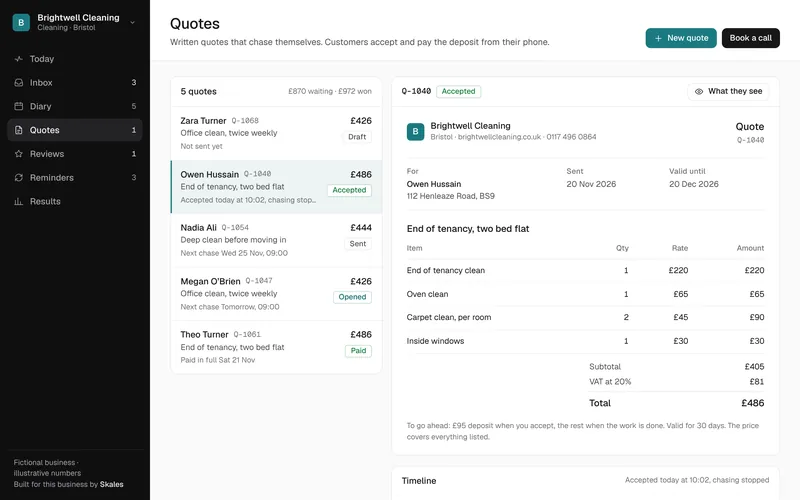 B Brightwell Cleaning
Cleaning · Bristol
Today
Inbox 3
Diary 5
Quotes 1
Reviews 1
Reminders 3
Results
Fictional business ·
illustrative numbers
Built for this business by Skales
Quotes
Written quotes that chase themselves. Customers accept and pay the deposit from their phone.
+ New quote
Book a call
5 quotes £870 waiting · £972 won
Zara Turner Q-1068 £426
Office clean, twice weekly Draft
Not sent yet
Owen Hussain Q-1040 £486
End of tenancy, two bed flat Accepted
Accepted today at 10:02, chasing stop...
Nadia Ali Q-1054 £444
Deep clean before moving in Sent
Next chase Wed 25 Nov, 09:00
Megan O'Brien Q-1047 £426
Office clean, twice weekly Opened
Next chase Tomorrow, 09:00
Theo Turner Q-1061 £486
End of tenancy, two bed flat Paid
Paid in full Sat 21 Nov
Q-1040 Accepted What they see
B Brightwell Cleaning Quote
Bristol · brightwellcleaning.co.uk · 0117 496 0864 Q-1040
For Sent Valid until
Owen Hussain 20 Nov 2026 20 Dec 2026
112 Henleaze Road, BS9
End of tenancy, two bed flat
Item Qty Rate Amount
End of tenancy clean 1 £220 £220
Oven clean 1 £65 £65
Carpet clean, per room 2 £45 £90
Inside windows 1 £30 £30
Subtotal £405
VAT at 20% £81
Total £486
To go ahead: £95 deposit when you accept, the rest when the work is done. Valid for 30 days. The price
covers everything listed.
Timeline Accepted today at 10:02, chasing stopped